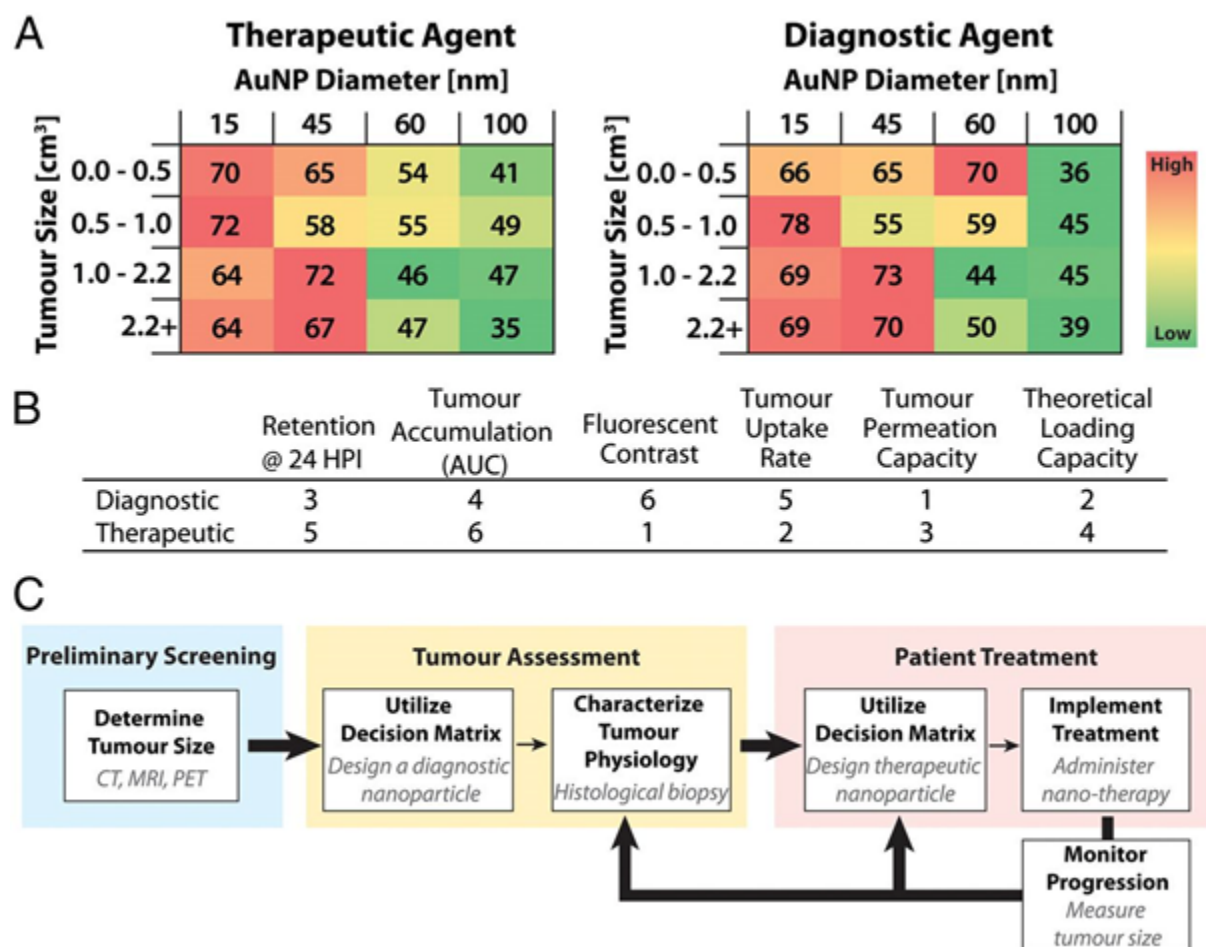 A
Therapeutic Agent
AuNP Diameter [nm]
15 45 60 100
Tumour Size [cm³]
0.0 - 0.5 70 65 54 41
0.5 - 1.0 72 58 55 49
1.0 - 2.2 64 72 46 47
2.2+ 64 67 47 35
Diagnostic Agent
AuNP Diameter [nm]
15 45 60 100
Tumour Size [cm³]
0.0 - 0.5 66 65 70 36
0.5 - 1.0 78 55 59 45
1.0 - 2.2 69 73 44 45
2.2+ 69 70 50 39
High
Low
B
Retention
@ 24 HPI
Tumour
Accumulation
(AUC)
Fluorescent
Contrast
Tumour
Uptake
Rate
Tumour
Permeation
Capacity
Theoretical
Loading
Capacity
Diagnostic 3 4 6 5 1 2
Therapeutic 5 6 1 2 3 4
C
Preliminary Screening
Determine
Tumour Size
CT, MRI, PET
Tumour Assessment
Utilize
Decision Matrix
Design a diagnostic
nanoparticle
Characterize
Tumour
Physiology
Histological biopsy
Patient Treatment
Utilize
Decision Matrix
Design therapeutic
nanoparticle
Implement
Treatment
Administer
nano-therapy
Monitor
Progression
Measure
tumour size